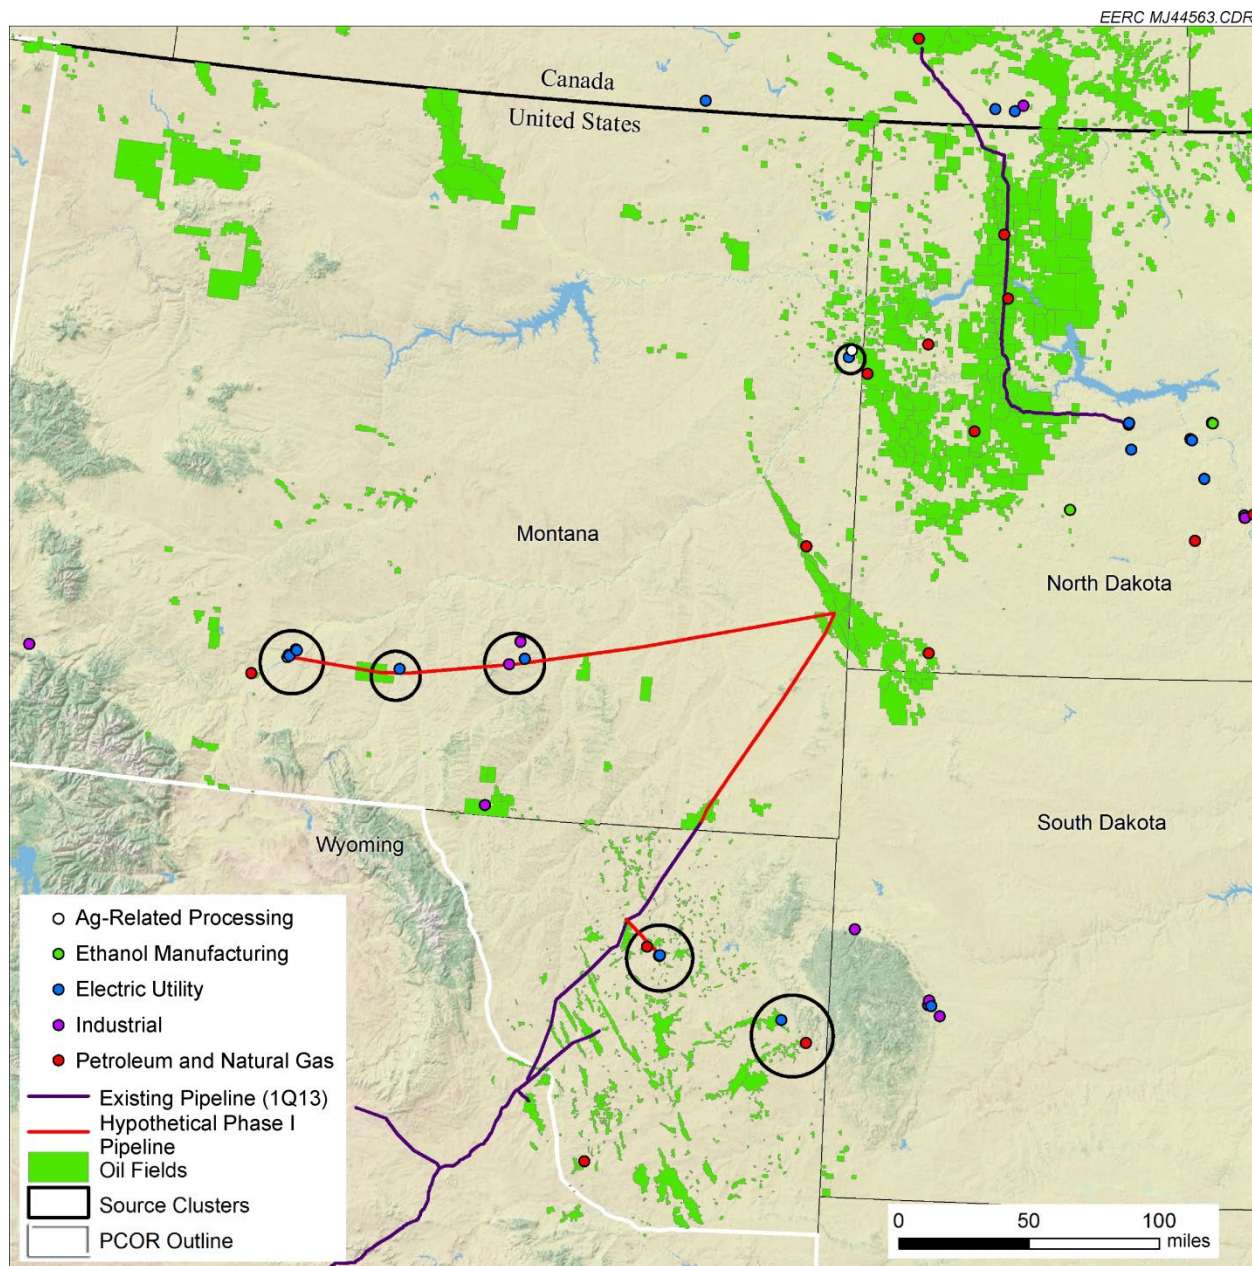 EERC MJ44563.CDR
Canada
United States
Montana
North Dakota
South Dakota
Wyoming
Ag-Related Processing
Ethanol Manufacturing
Electric Utility
Industrial
Petroleum and Natural Gas
Existing Pipeline (1Q13)
Hypothetical Phase I
Pipeline
Oil Fields
Source Clusters
PCOR Outline
0 50 100
miles